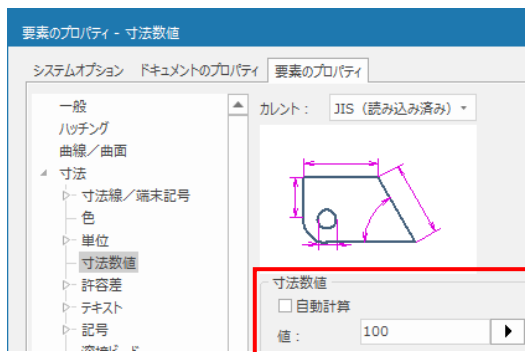 要素のプロパティ - 寸法数値
システムオプション ドキュメントのプロパティ 要素のプロパティ
一般
ハッチング
曲線／曲面
寸法
寸法線／端末記号
色
単位
寸法数値
許容差
テキスト
記号
カレント： JIS（読み込み済み）
寸法数値
自動計算
値： 100